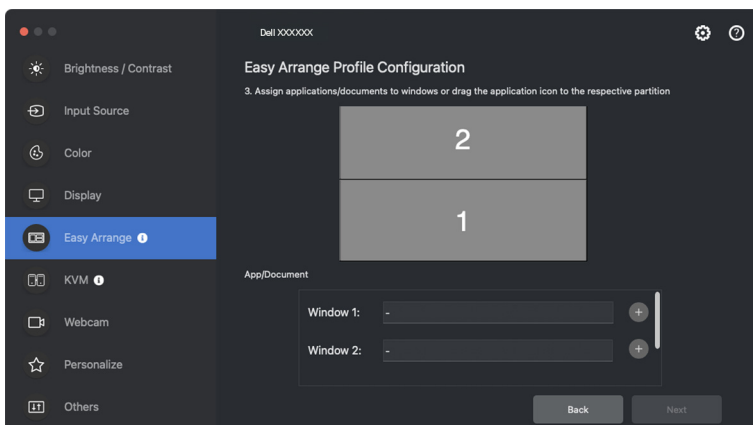 Dell XXXXXX
Brightness / Contrast
Input Source
Color
Display
Easy Arrange
KVM
Webcam
Personalize
Others
Easy Arrange Profile Configuration
3. Assign applications/documents to windows or drag the application icon to the respective partition
2
1
App/Document
Window 1: -
Window 2: -
Back Next